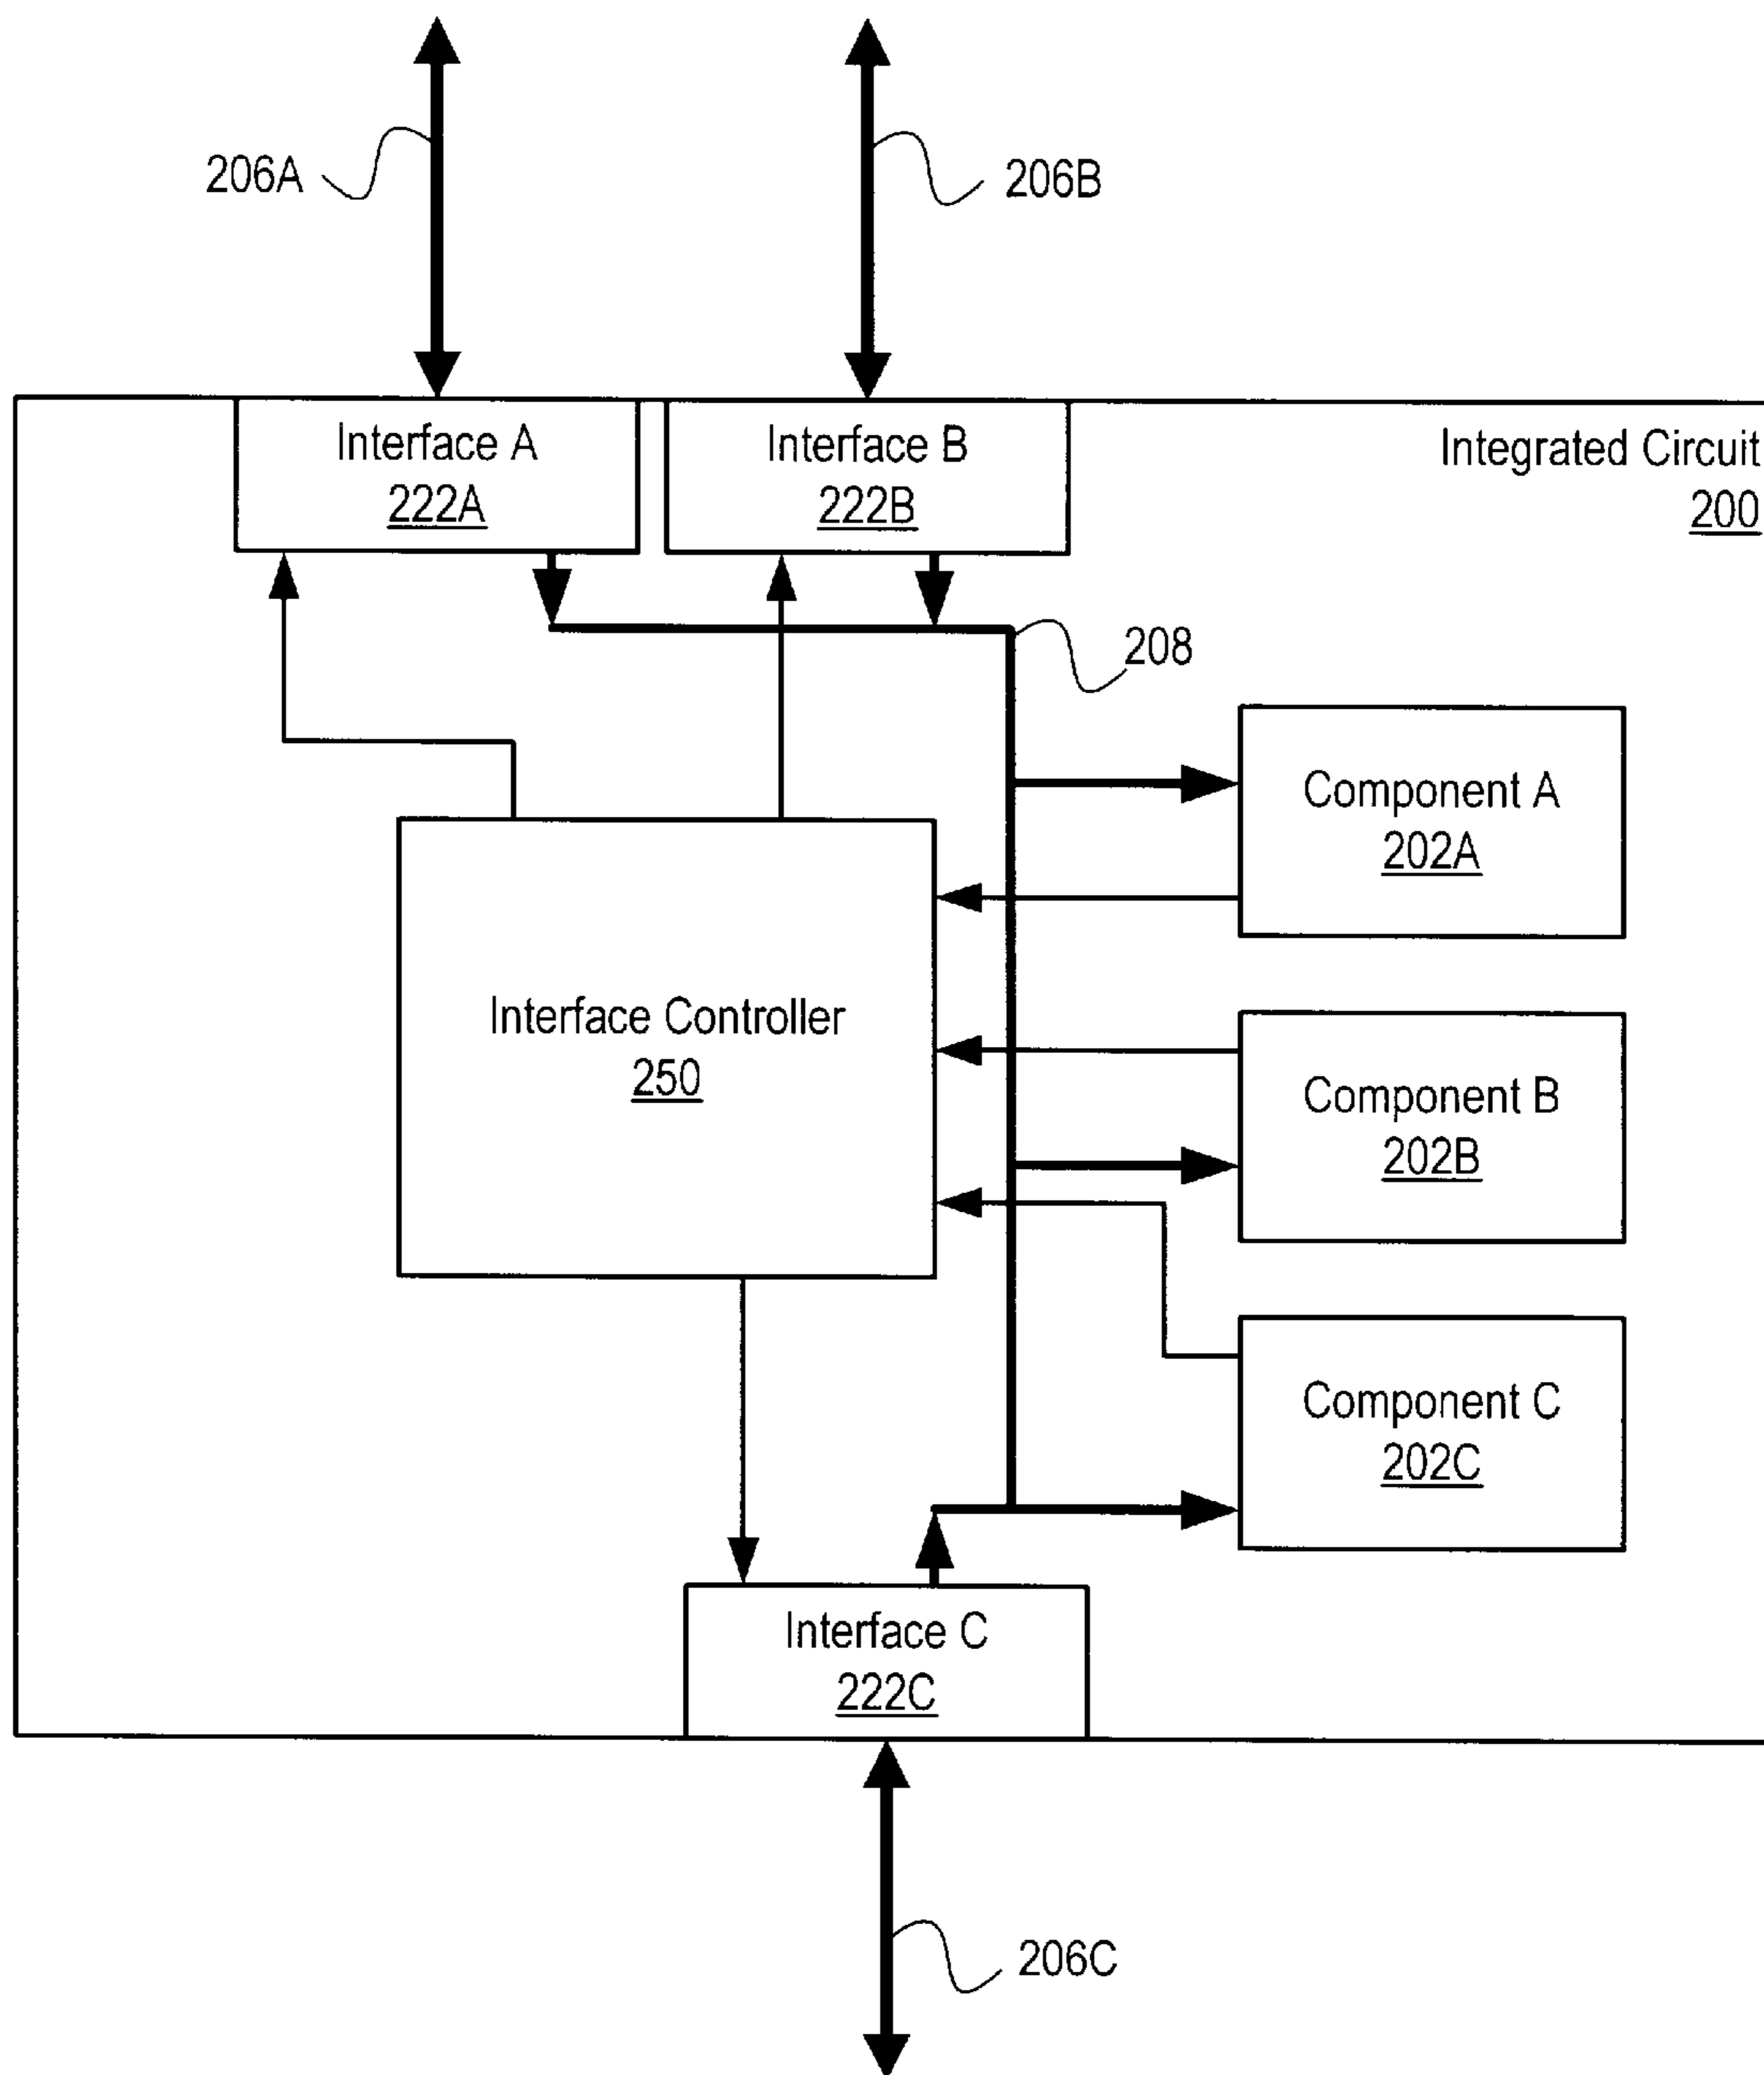 206A
206B
Interface A
222A
Interface B
222B
Integrated Circuit
200
208
Component A
202A
Interface Controller
250
Component B
202B
Component C
202C
Interface C
222C
206C